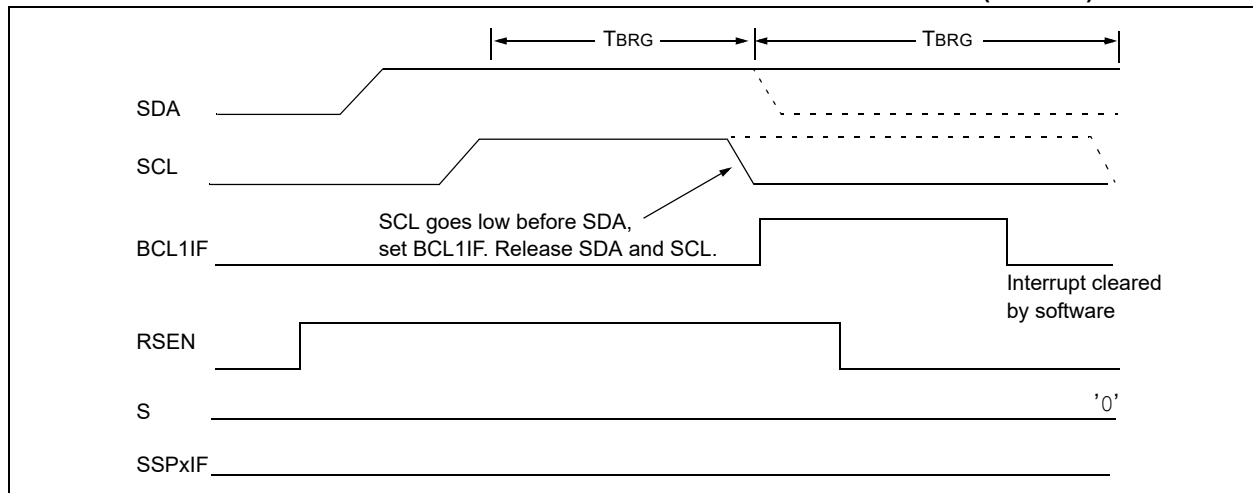 TBRG TBRG
SDA
SCL
SCL goes low before SDA,
set BCL1IF. Release SDA and SCL.
BCL1IF
Interrupt cleared
by software
RSEN
S
'0'
SSPxIF